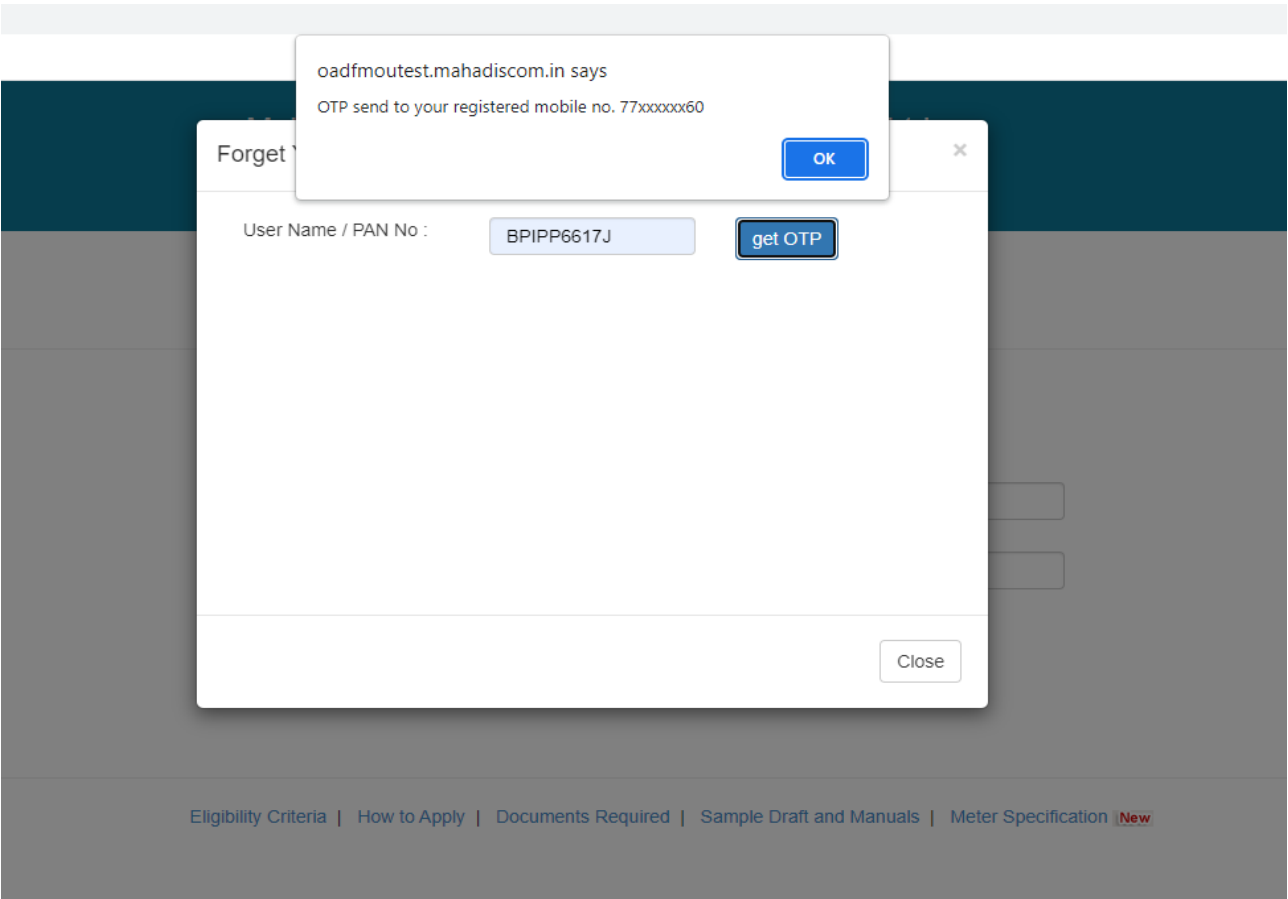 oadfmoutest.mahadiscom.in says
OTP send to your registered mobile no. 77xxxxxx60
OK
Forget
×
User Name / PAN No :
BPIPP6617J
get OTP
Close
Eligibility Criteria | How to Apply | Documents Required | Sample Draft and Manuals | Meter Specification New